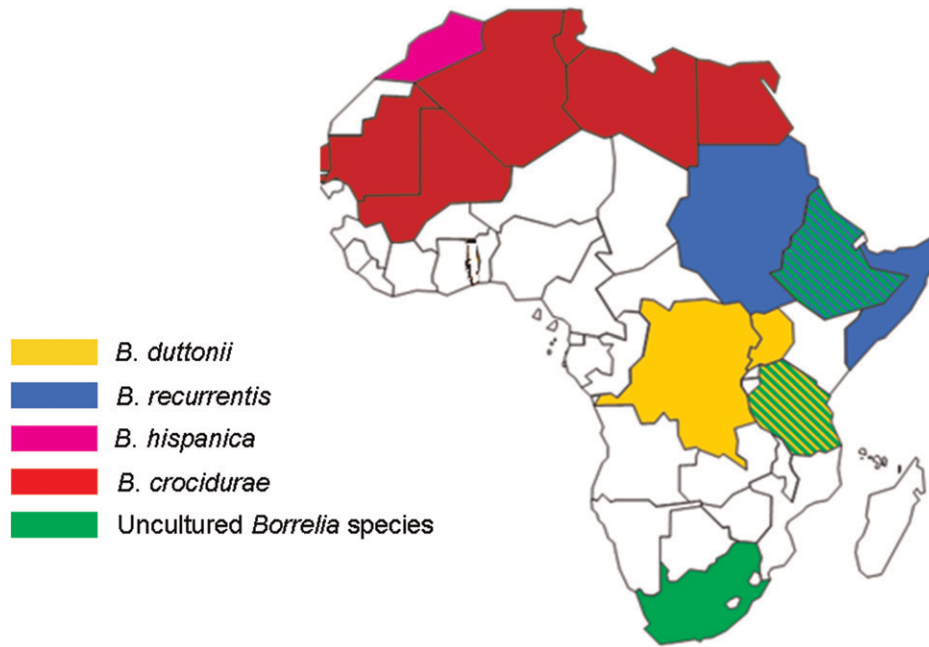 B. duttonii
B. recurrentis
B. hispanica
B. crocidurae
Uncultured Borrelia species